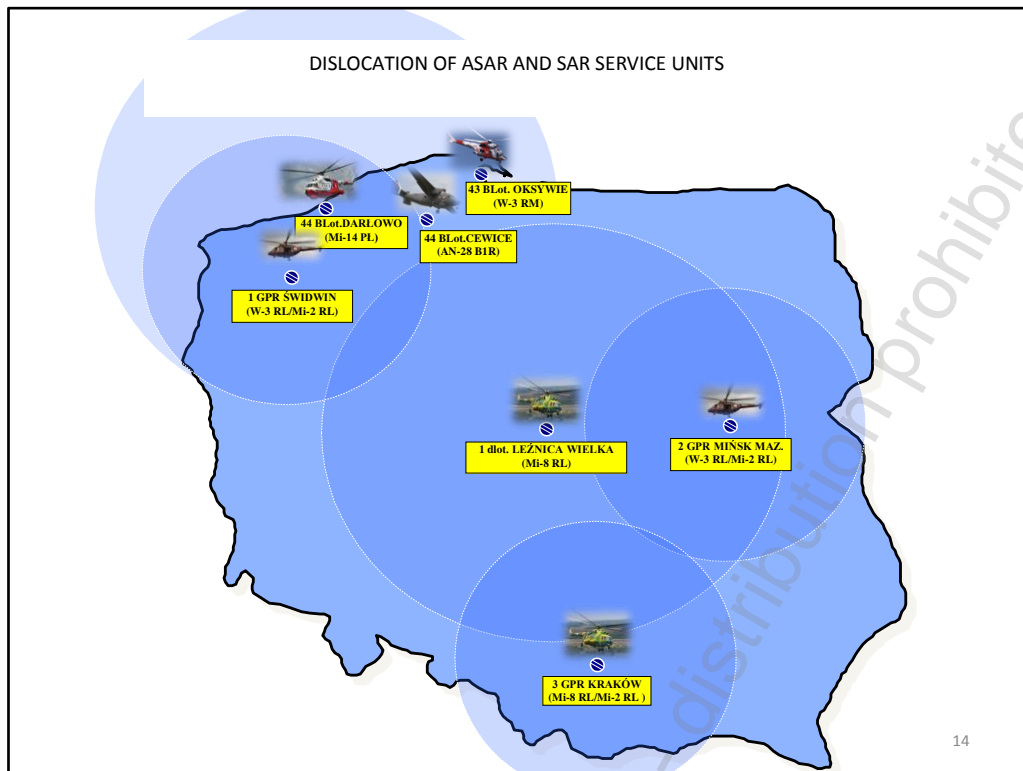 DISLOCATION OF ASAR AND SAR SERVICE UNITS
43 BLot. OKSYWIE
(W-3 RM)
44 BLot.DARŁOWO
(Mi-14 PŁ)
44 BLot.CEWICE
(AN-28 B1R)
1 GPR ŚWIDWIN
(W-3 RL/Mi-2 RL)
1 dlot. LEŹNICA WIELKA
(Mi-8 RL)
2 GPR MIŃSK MAZ.
(W-3 RL/Mi-2 RL)
3 GPR KRAKÓW
(Mi-8 RL/Mi-2 RL )
14
distribution prohibite